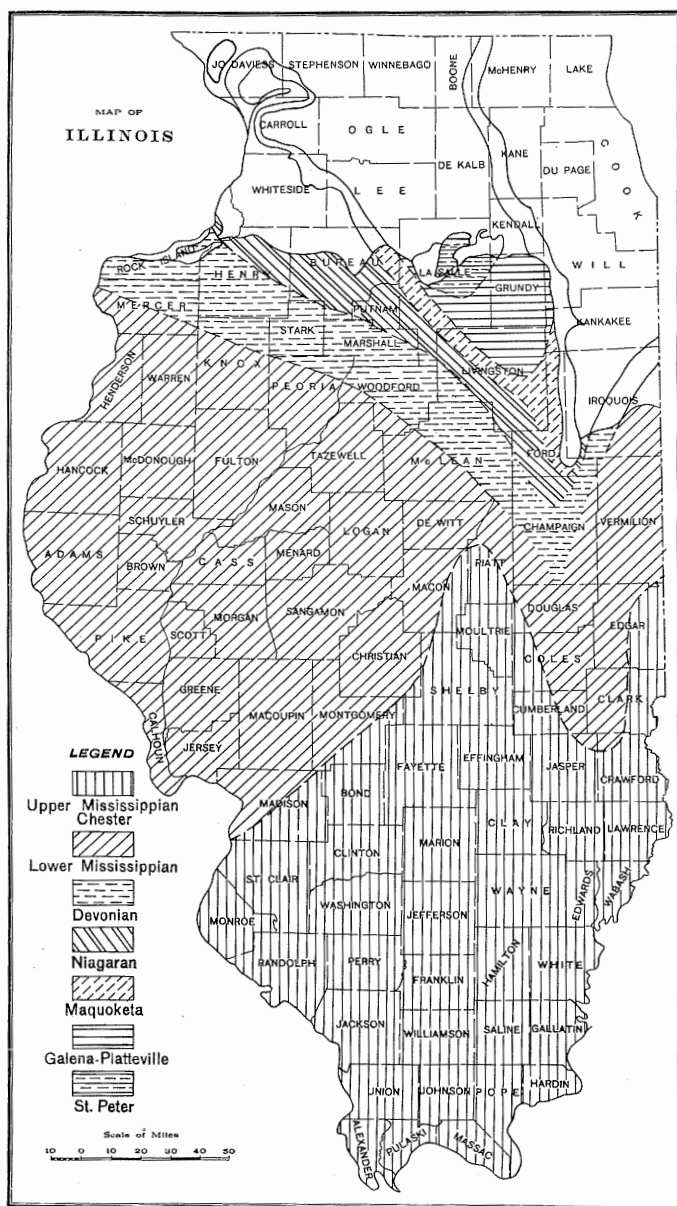 MAP OF
ILLINOIS
JO DAVIESS
STEPHENSON
WINNEBAGO
BOONE
McHENRY
LAKE
CARROLL
OGLE
DE KALB
KANE
DU PAGE
COOK
WHITESIDE
LEE
KENDALL
ROCK ISLAND
HENRY
BUREAU
LA SALLE
GRUNDY
WILL
MERCER
PUTNAM
KANKAKEE
STARK
MARSHALL
KNOX
LIVINGSTON
HENDERSON
WARREN
PEORIA
WOODFORD
IROQUOIS
HANCOCK
McDONOUGH
FULTON
TAZEWELL
McLEAN
FORD
MASON
SCHUYLER
LOGAN
DE WITT
CHAMPAIGN
VERMILION
ADAMS
BROWN
CASS
MENARD
PIATT
MACON
MORGAN
SANGAMON
DOUGLAS
EDGAR
PIKE
SCOTT
MOULTRIE
CHRISTIAN
COLES
GREENE
MACOUPIN
MONTGOMERY
SHELBY
CUMBERLAND
CLARK
CALHOUN
JERSEY
LEGEND
Upper Mississippian
Chester
Lower Mississippian
Devonian
Niagaran
Maquoketa
Galena-Platteville
St. Peter
FAYETTE
EFFINGHAM
JASPER
CRAWFORD
MADISON
BOND
CLAY
RICHLAND
LAWRENCE
CLINTON
MARION
ST. CLAIR
WAYNE
EDWARDS
WABASH
WASHINGTON
JEFFERSON
MONROE
RANDOLPH
PERRY
HAMILTON
WHITE
FRANKLIN
JACKSON
WILLIAMSON
SALINE
GALLATIN
UNION
JOHNSON
POPE
HARDIN
ALEXANDER
PULASKI
MASSAC
Scale of Miles
10 0 10 20 30 40 50